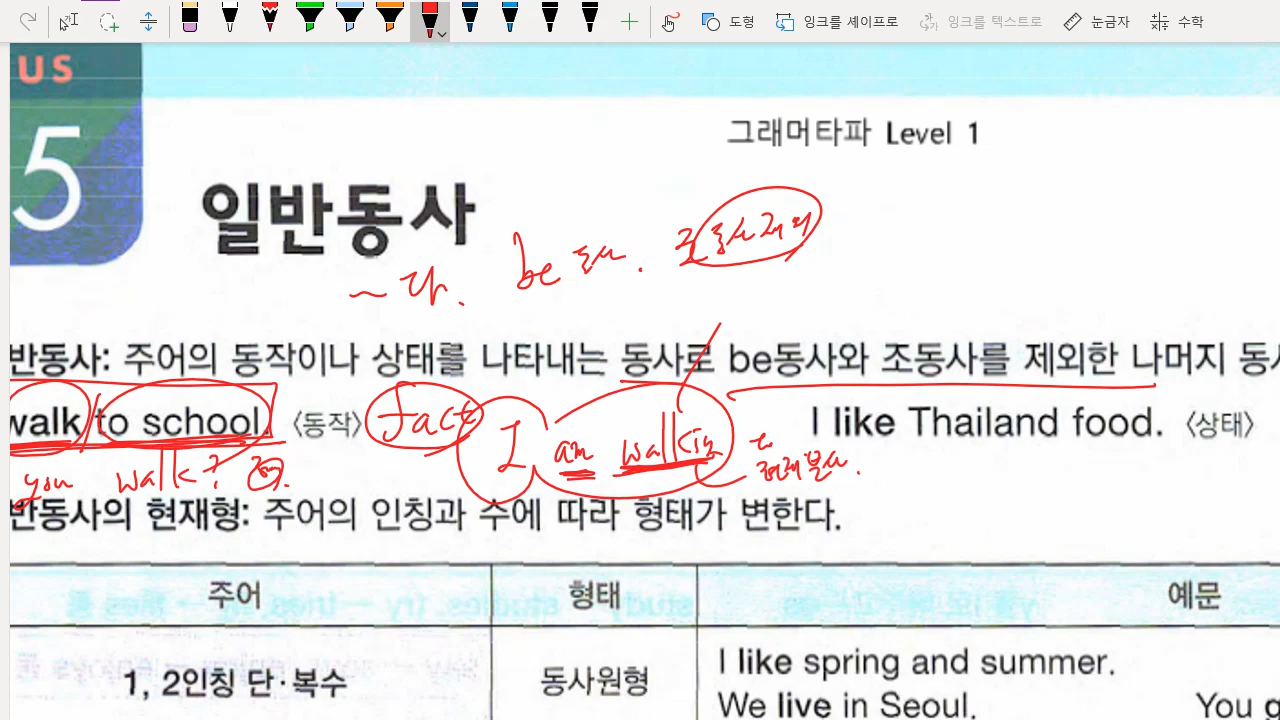 도형 잉크를 셰이프로 잉크를 텍스트로 눈금자 수학
US
5
그래머타파 Level 1
일반동사
~ 다. be 동사. 조동사 제외
반동사: 주어의 동작이나 상태를 나타내는 동사로 be동사와 조동사를 제외한 나머지 동
walk to school. 〈동작〉 fact I like Thailand food. 〈상태〉
I am walking
you walk?
현재분사.
반동사의 현재형: 주어의 인칭과 수에 따라 형태가 변한다.
주어 형태 예문
1, 2인칭 단·복수 동사원형 I like spring and summer.
We live in Seoul. You g